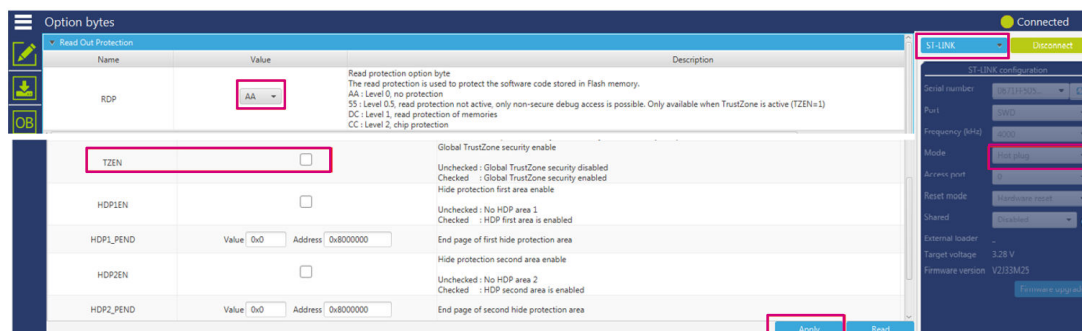 Option bytes
Connected
Read Out Protection
ST-LINK
Disconnect
Name Value Description
ST-LINK configuration
RDP
AA
Read protection option byte
The read protection is used to protect the software code stored in Flash memory.
AA : Level 0, no protection
55 : Level 0.5, read protection not active, only non-secure debug access is possible. Only available when TrustZone is active (TZEN=1)
DC : Level 1, read protection of memories
CC : Level 2, chip protection
Serial number
Port SWD
Frequency (kHz) 4000
OB
TZEN
Global TrustZone security enable
Unchecked : Global TrustZone security disabled
Checked : Global TrustZone security enabled
Mode Hot plug
Access port 0
HDP1EN
Hide protection first area enable
Unchecked : No HDP area 1
Checked : HDP first area is enabled
Reset mode Hardware reset
Shared Disabled
HDP1_PEND Value 0x0 Address 0x8000000 End page of first hide protection area
External loader _
Target voltage 3.28 V
Firmware version V2J33M25
HDP2EN
Hide protection second area enable
Unchecked : No HDP area 2
Checked : HDP second area is enabled
Firmware upgrad
HDP2_PEND Value 0x0 Address 0x8000000 End page of second hide protection area
Apply Read